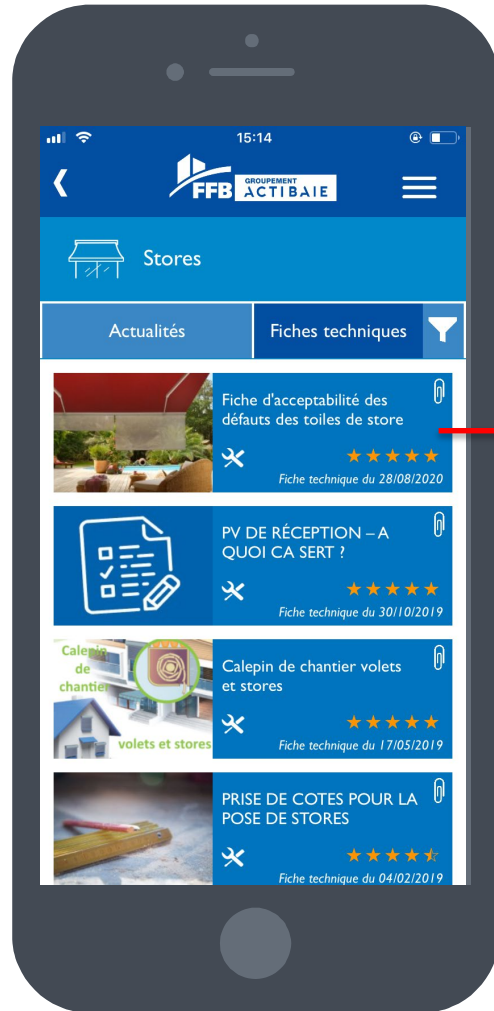 15:14
FFB GROUPEMENT
ACTIBAIE
Stores
Actualités
Fiches techniques
Fiche d'acceptabilité des
défauts des toiles de store
Fiche technique du 28/08/2020
PV DE RÉCEPTION – A
QUOI CA SERT ?
Fiche technique du 30/10/2019
Calepin
de
chantier
volets et stores
Calepin de chantier volets
et stores
Fiche technique du 17/05/2019
PRISE DE COTES POUR LA
POSE DE STORES
Fiche technique du 04/02/2019